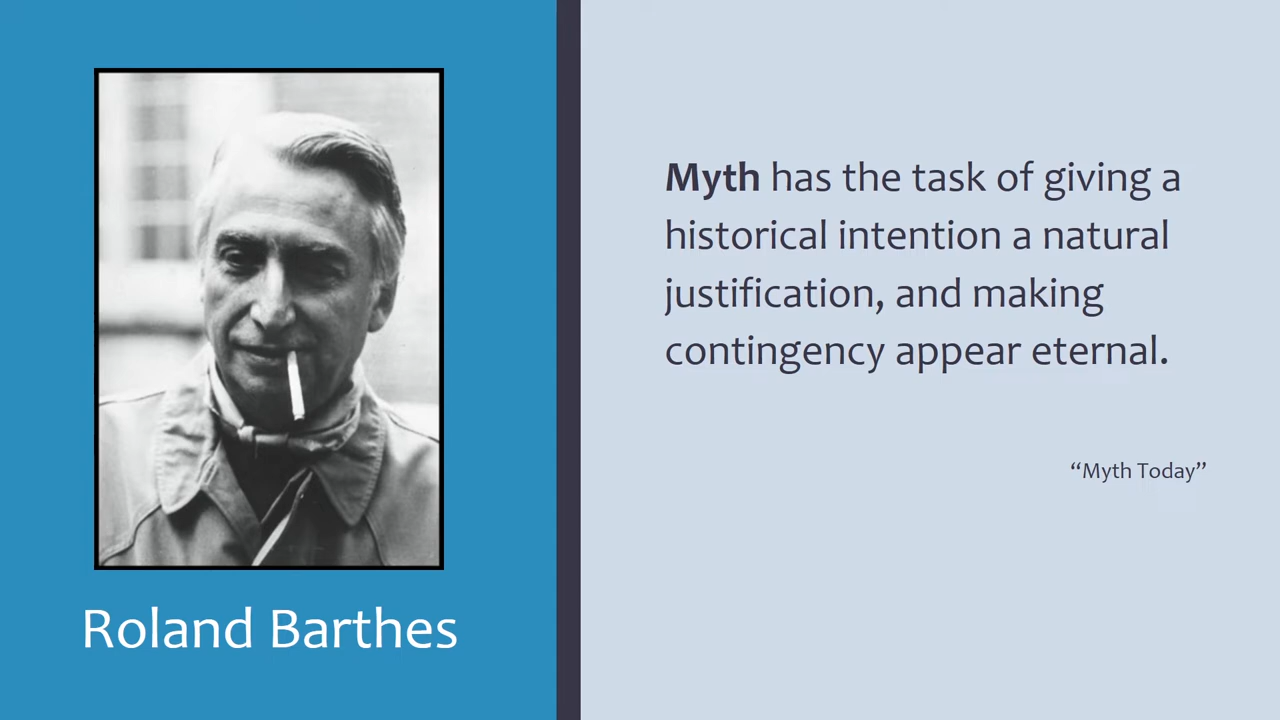 Myth has the task of giving a
historical intention a natural
justification, and making
contingency appear eternal.
“Myth Today”
Roland Barthes